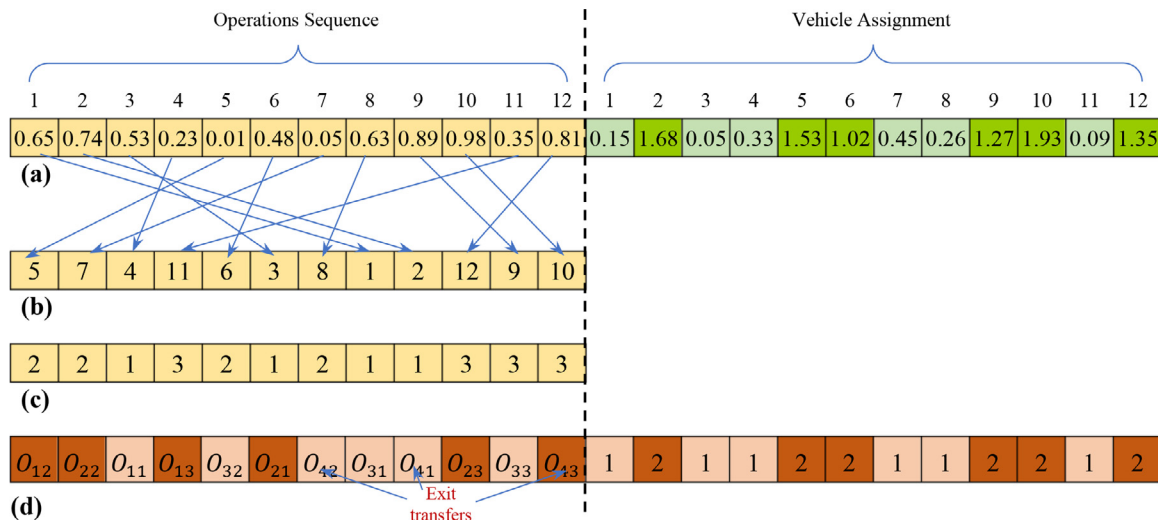 Operations Sequence Vehicle Assignment
1 2 3 4 5 6 7 8 9 10 11 12 1 2 3 4 5 6 7 8 9 10 11 12
0.65 0.74 0.53 0.23 0.01 0.48 0.05 0.63 0.89 0.98 0.35 0.81 0.15 1.68 0.05 0.33 1.53 1.02 0.45 0.26 1.27 1.93 0.09 1.35
(a)
5 7 4 11 6 3 8 1 2 12 9 10
(b)
2 2 1 3 2 1 2 1 1 3 3 3
(c)
O₁₂ O₂₂ O₁₁ O₁₃ O₃₂ O₂₁ O₄₂ O₃₁ O₄₁ O₂₃ O₃₃ O₄₃ 1 2 1 1 2 2 1 1 2 2 1 2
(d)
Exit
transfers